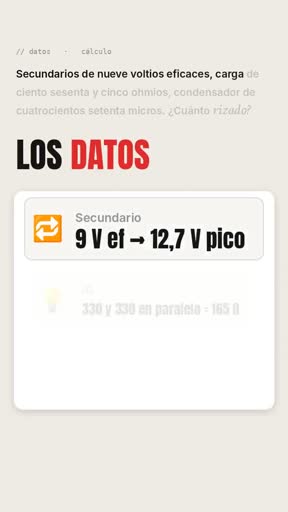 // datos · cálculo
Secundarios de nueve voltios eficaces, carga de
ciento sesenta y cinco ohmios, condensador de
cuatrocientos setenta micros. ¿Cuánto rizado?
LOS DATOS
Secundario
9 V ef → 12,7 V pico
330 y 330 en paralelo = 165 Ω